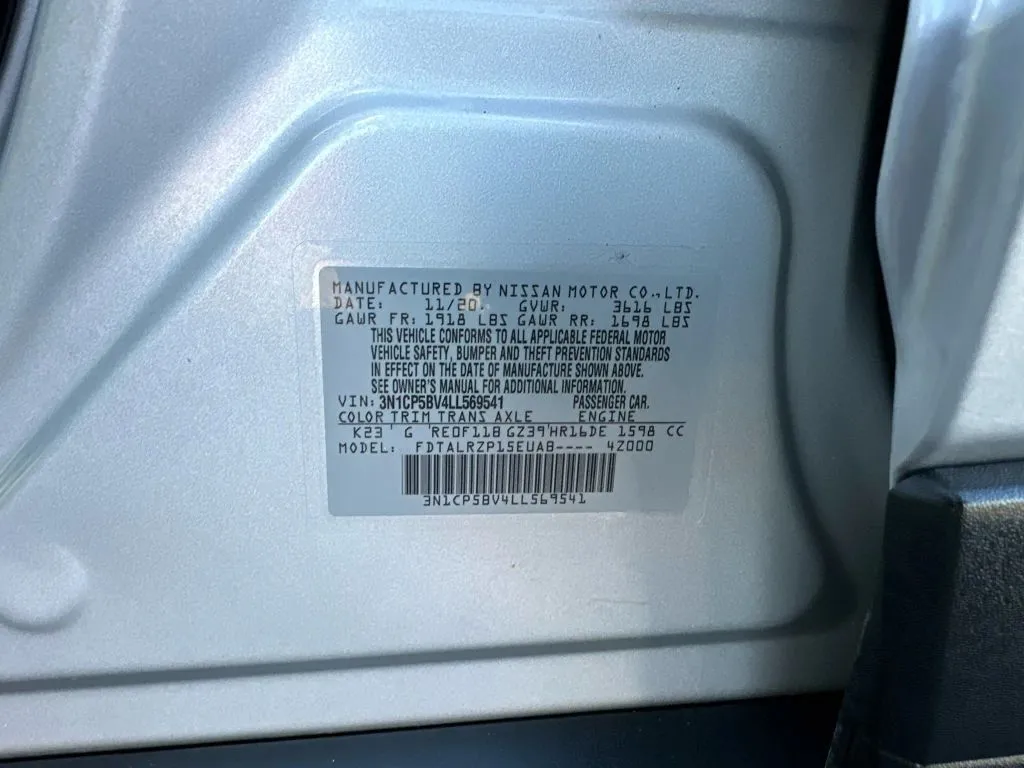 MANUFACTURED BY NISSAN MOTOR CO.,LTD.
DATE: 11/20 GVWR: 3616 LBS
GAWR FR: 1918 LBS GAWR RR: 1698 LBS
THIS VEHICLE CONFORMS TO ALL APPLICABLE FEDERAL MOTOR
VEHICLE SAFETY, BUMPER AND THEFT PREVENTION STANDARDS
IN EFFECT ON THE DATE OF MANUFACTURE SHOWN ABOVE.
SEE OWNER'S MANUAL FOR ADDITIONAL INFORMATION.
VIN: 3N1CP5BV4LL569541 PASSENGER CAR.
COLOR TRIM TRANS AXLE ENGINE
K23 ' G 'RE0F11B GZ39'HR16DE 1598 CC
MODEL: FDTALRZP15EUAB---- 4Z000
3N1CP5BV4LL569541